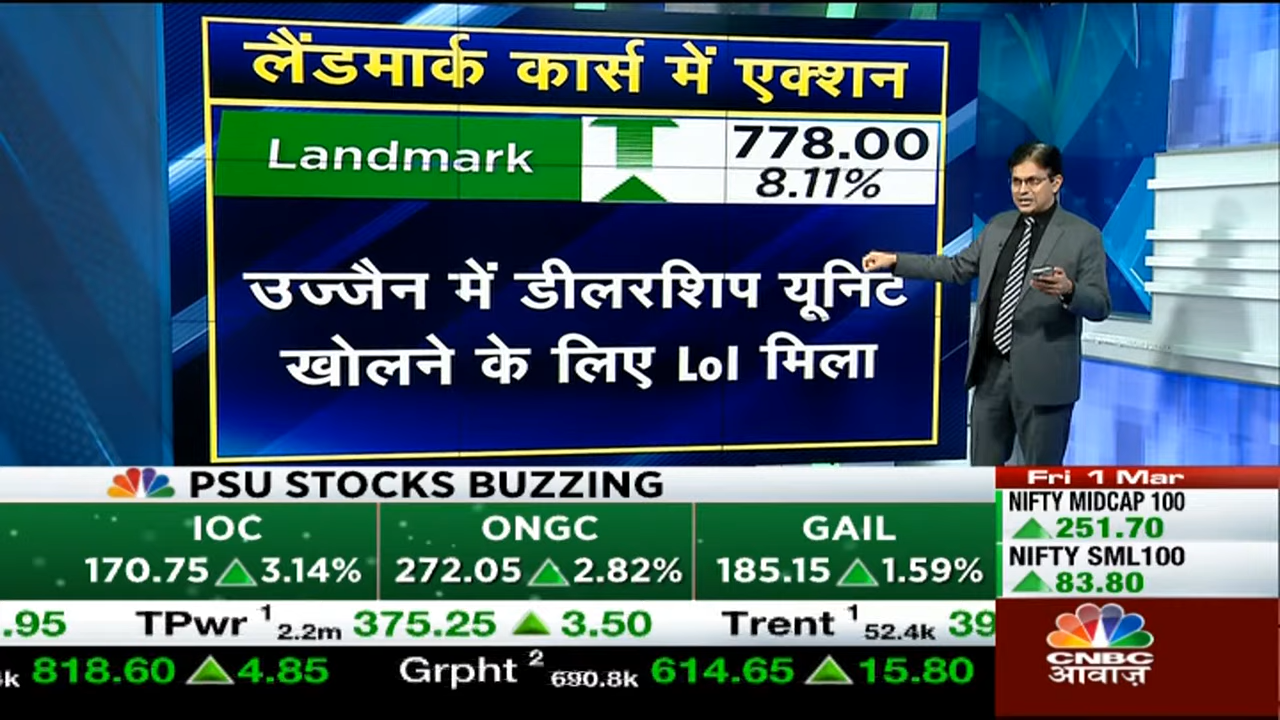 लैंडमार्क कार्स में एक्शन
Landmark
778.00
8.11%
उज्जैन में डीलरशिप यूनिट
खोलने के लिए LoI मिला
PSU STOCKS BUZZING
IOC
170.75 3.14%
ONGC
272.05 2.82%
GAIL
185.15 1.59%
Fri 1 Mar
NIFTY MIDCAP 100
251.70
NIFTY SML100
83.80
.95 TPwr 1 2.2m 375.25 3.50 Trent 1 52.4k 39
k 818.60 4.85 Grpht 2 690.8k 614.65 15.80
CNBC
आवाज़